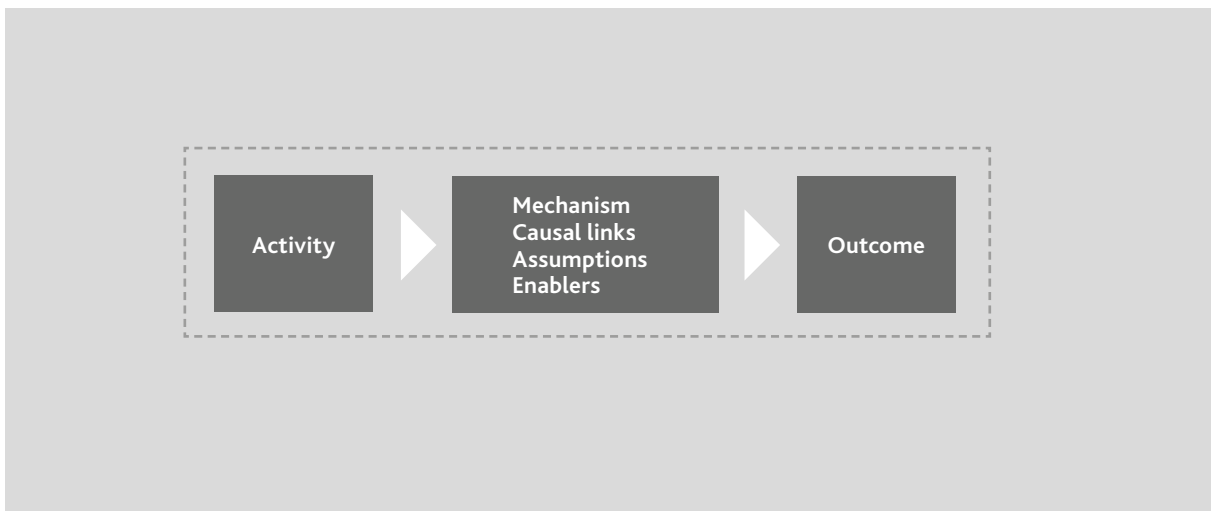 Activity
Mechanism
Causal links
Assumptions
Enablers
Outcome